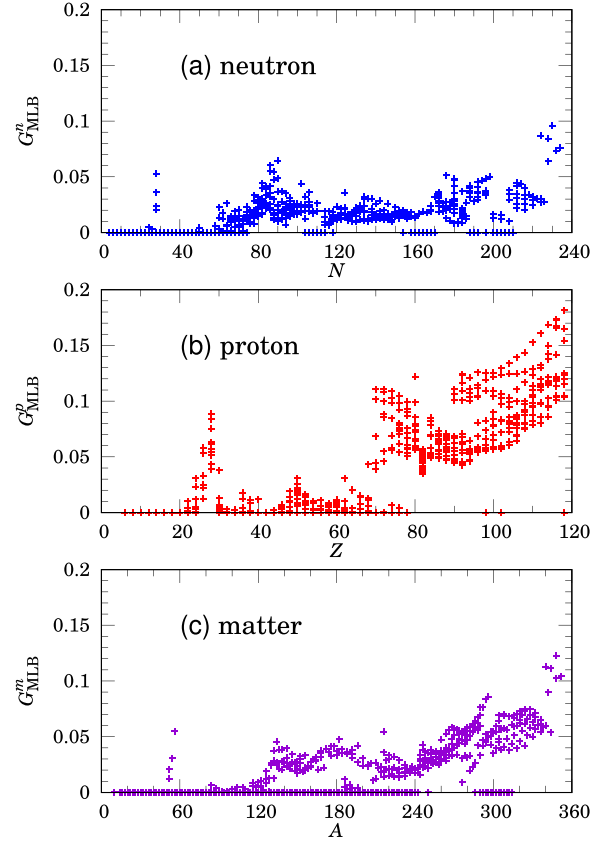 0.2
(a) neutron
0.15
G^n_MLB
0.1
0.05
0
0 40 80 120 160 200 240
N
0.2
(b) proton
0.15
G^p_MLB
0.1
0.05
0
0 20 40 60 80 100 120
Z
0.2
(c) matter
0.15
G^m_MLB
0.1
0.05
0
0 60 120 180 240 300 360
A